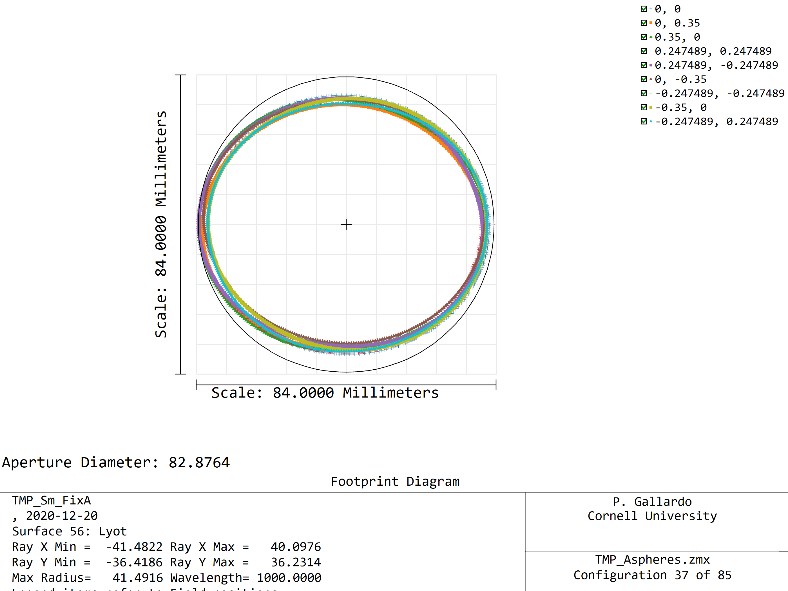 0, 0
0, 0.35
0.35, 0
0.247489, 0.247489
0.247489, -0.247489
0, -0.35
-0.247489, -0.247489
-0.35, 0
-0.247489, 0.247489
Scale: 84.0000 Millimeters
Scale: 84.0000 Millimeters
Aperture Diameter: 82.8764
Footprint Diagram
TMP_Sm_FixA
, 2020-12-20
Surface 56: Lyot
Ray X Min = -41.4822 Ray X Max = 40.0976
Ray Y Min = -36.4186 Ray Y Max = 36.2314
Max Radius= 41.4916 Wavelength= 1000.0000
P. Gallardo
Cornell University
TMP_Aspheres.zmx
Configuration 37 of 85